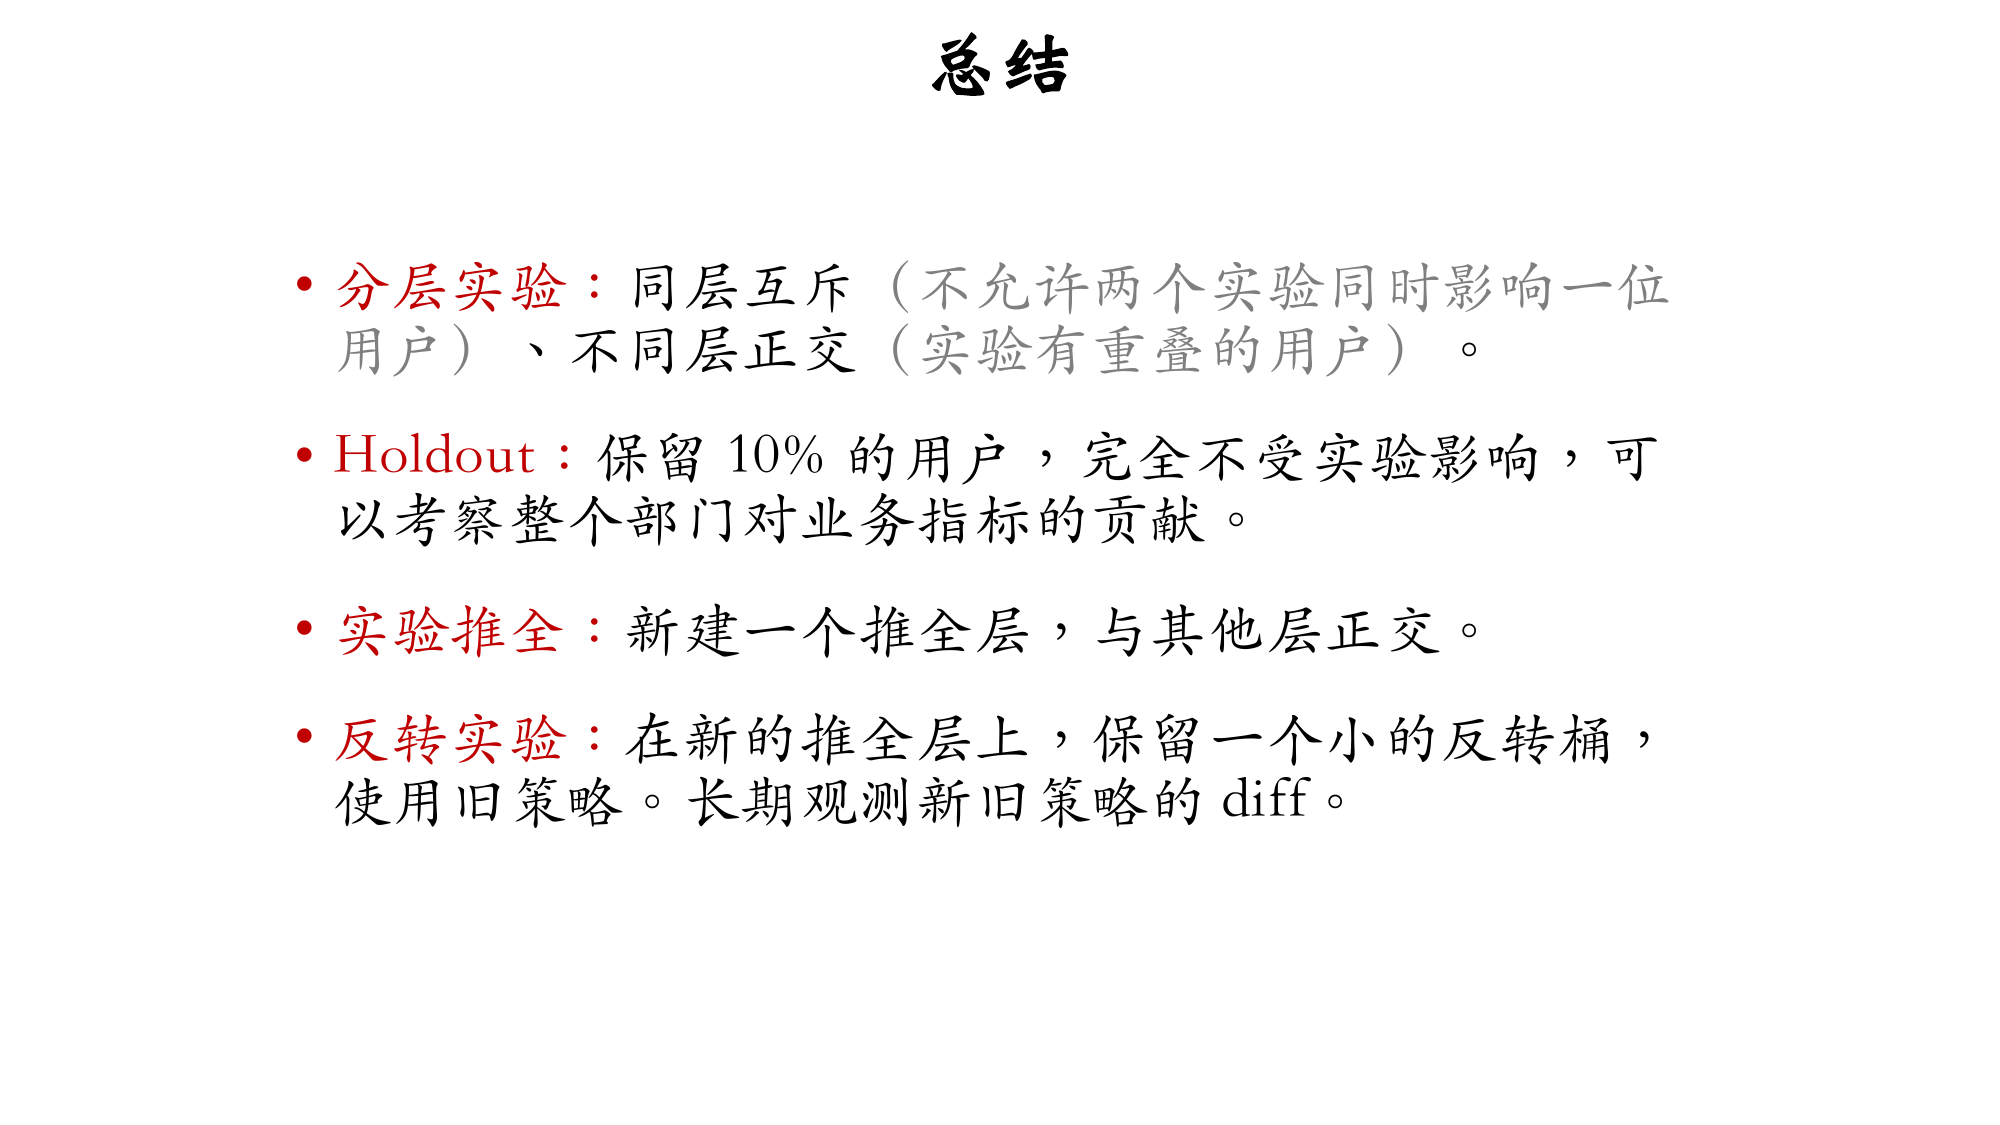 总结
• 分层实验：同层互斥（不允许两个实验同时影响一位
用户）、不同层正交（实验有重叠的用户）。
• Holdout：保留 10% 的用户，完全不受实验影响，可
以考察整个部门对业务指标的贡献。
• 实验推全：新建一个推全层，与其他层正交。
• 反转实验：在新的推全层上，保留一个小的反转桶，
使用旧策略。长期观测新旧策略的 diff。